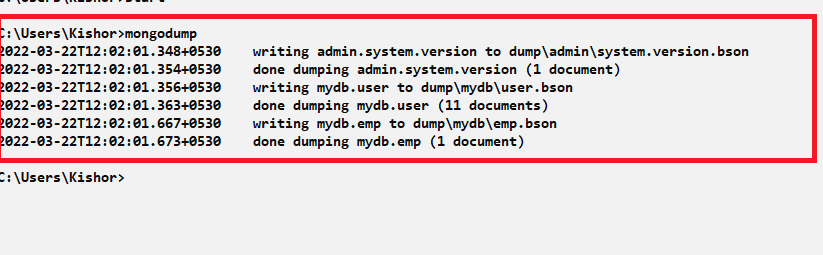 C:\Users\Kishor>mongodump
2022-03-22T12:02:01.348+0530    writing admin.system.version to dump\admin\system.version.bson
2022-03-22T12:02:01.354+0530    done dumping admin.system.version (1 document)
2022-03-22T12:02:01.356+0530    writing mydb.user to dump\mydb\user.bson
2022-03-22T12:02:01.363+0530    done dumping mydb.user (11 documents)
2022-03-22T12:02:01.667+0530    writing mydb.emp to dump\mydb\emp.bson
2022-03-22T12:02:01.673+0530    done dumping mydb.emp (1 document)
C:\Users\Kishor>